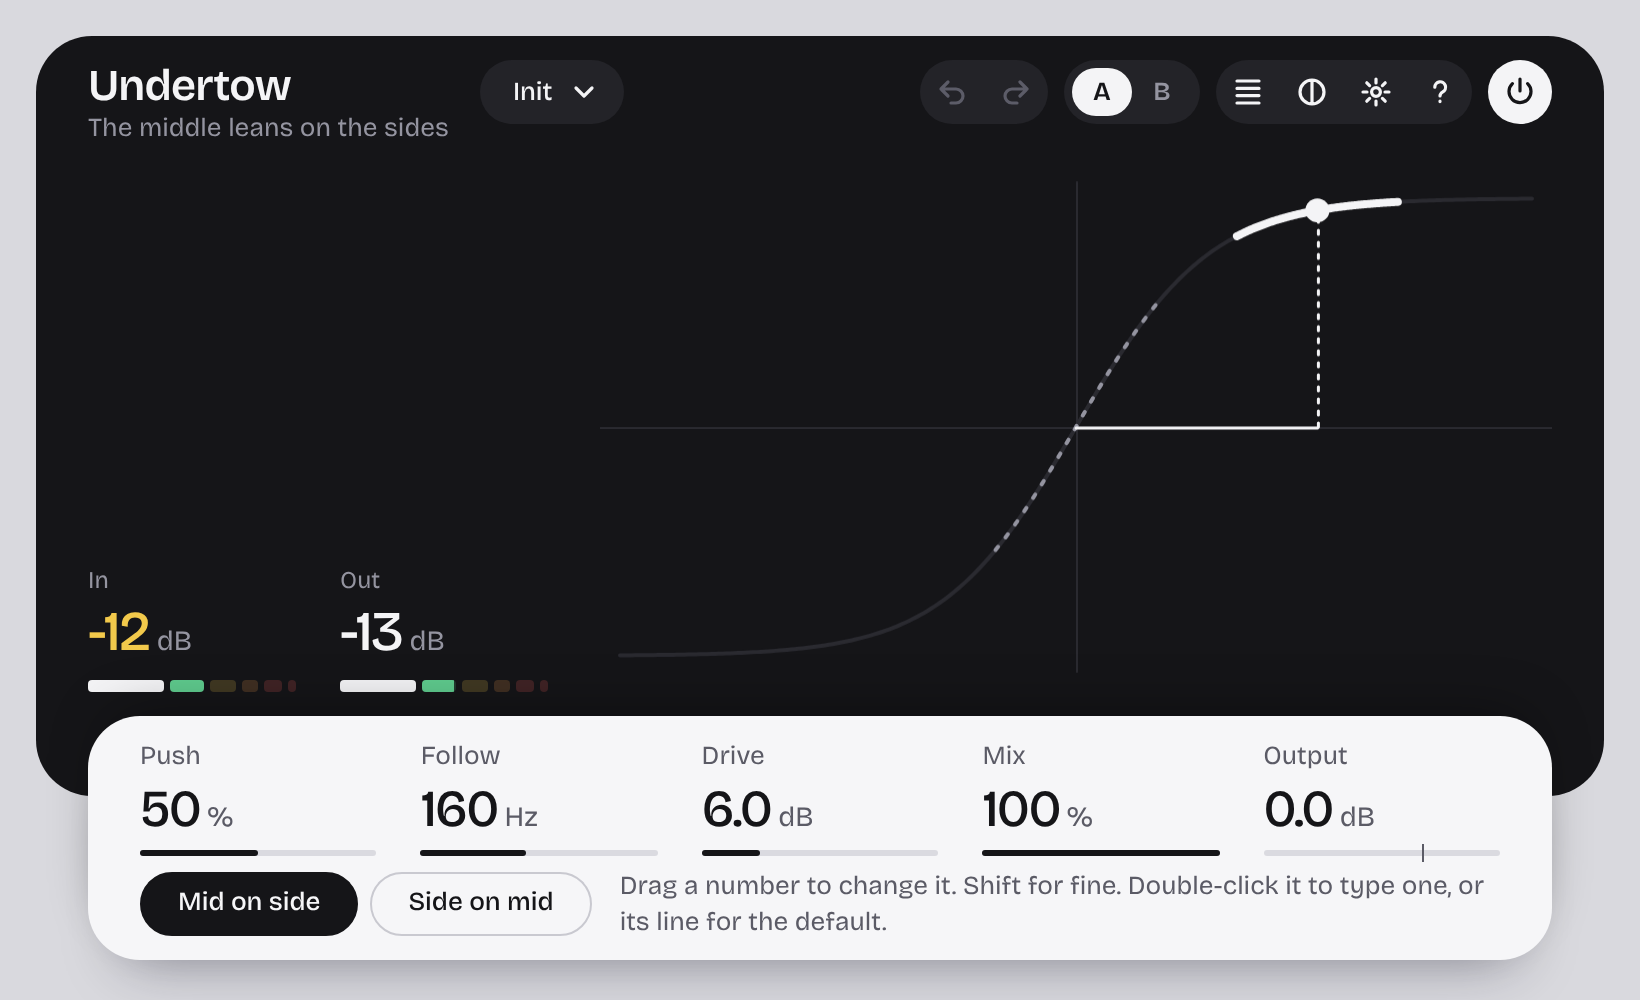 Undertow
The middle leans on the sides
Init
A
B
?
In
-12 dB
Out
-13 dB
Push
50 %
Follow
160 Hz
Drive
6.0 dB
Mix
100 %
Output
0.0 dB
Mid on side
Side on mid
Drag a number to change it. Shift for fine. Double-click it to type one, or
its line for the default.